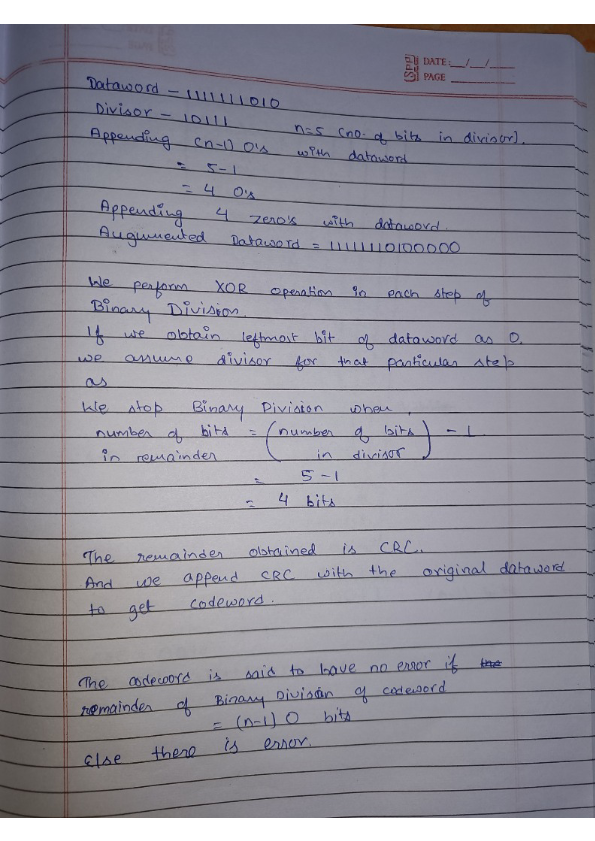 SPP DATE:__/__/____
PAGE ________
Dataword - 1111111010
Divisor - 10111 n=5 (no. of bits in divisor).
Appending (n-1) 0's with dataword
= 5-1
= 4 0's
Appending 4 zero's with dataword.
Augumented Dataword = 11111110100000
We perform XOR operation in each step of
Binary Division.
If we obtain leftmost bit of dataword as 0.
we assume divisor for that particular step
as
We stop Binary Division when,
number of bits = (number of bits) - 1
in remainder in divisor
= 5-1
= 4 bits
The remainder obtained is CRC.
And we append CRC with the original dataword
to get codeword.
The codeword is said to have no error if the
remainder of Binary Division of codeword
= (n-1) 0 bits
Else there is error.